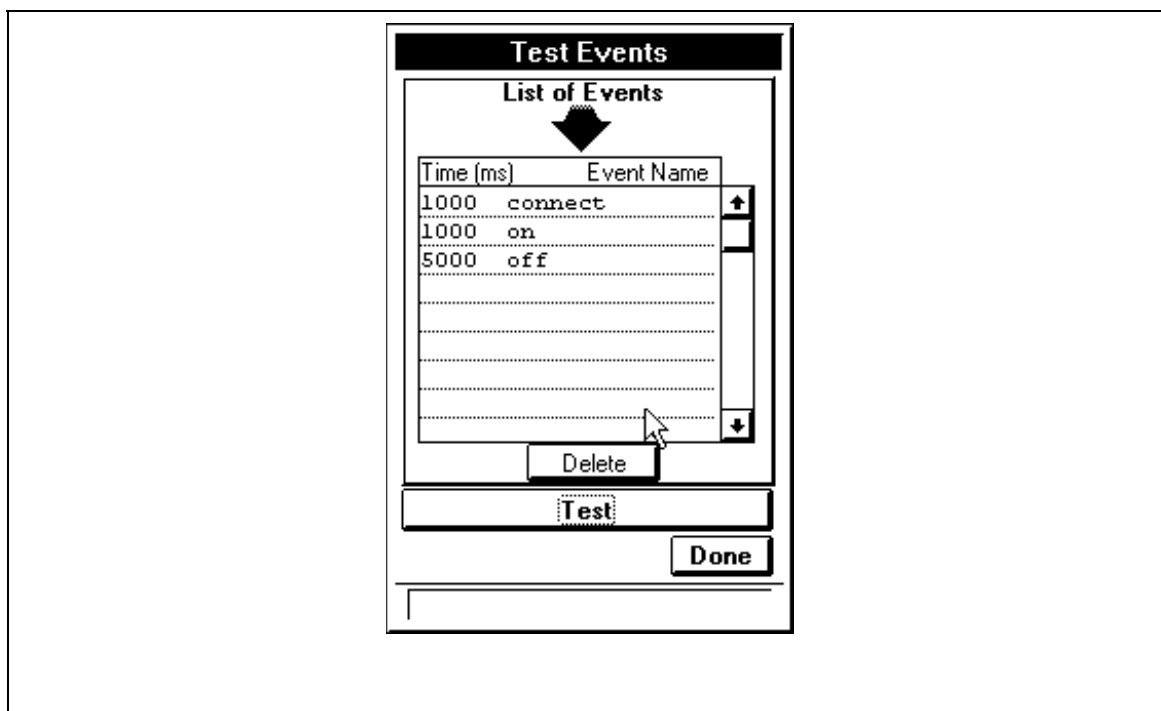 Test Events
List of Events
Time (ms) Event Name
1000 connect
1000 on
5000 off
Delete
Test
Done